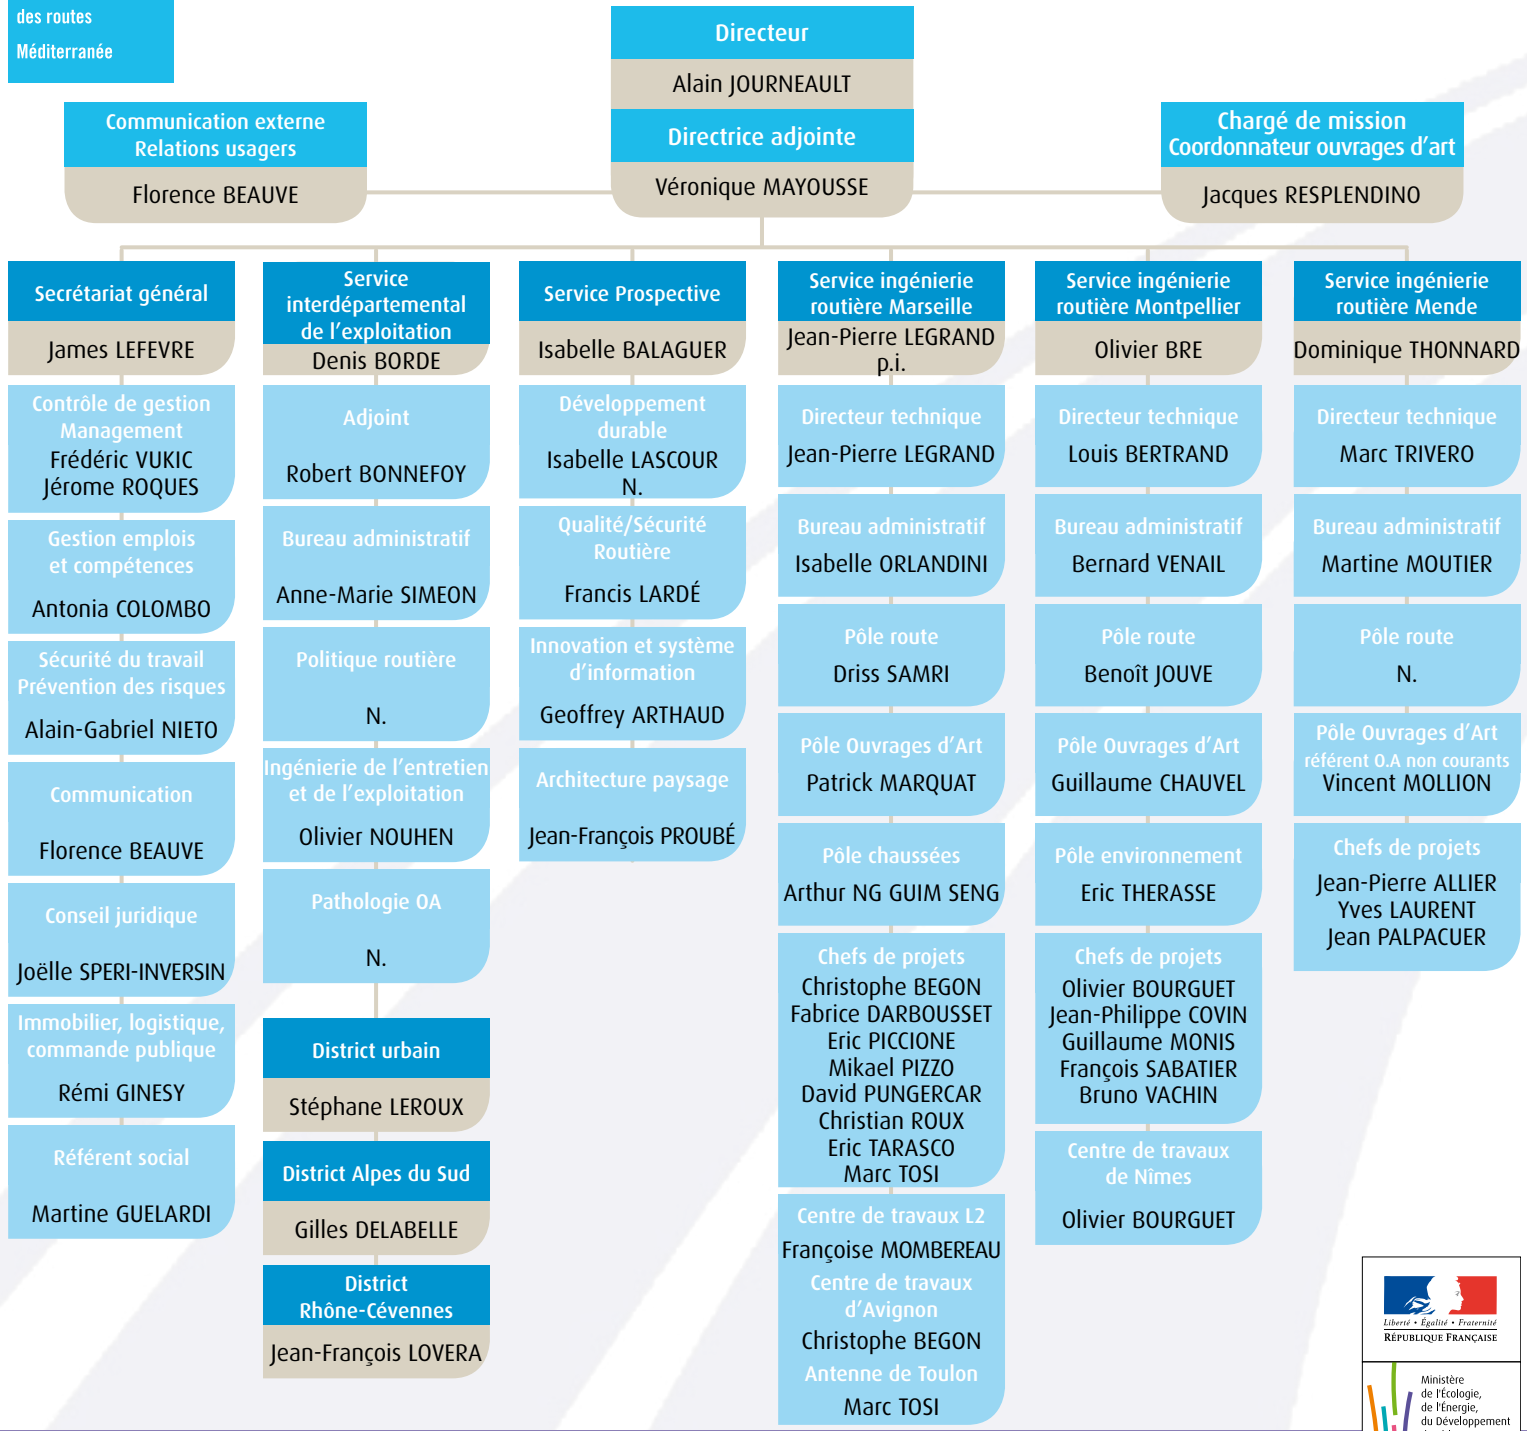 des routes
Méditerranée
Directeur
Alain JOURNEAULT
Directrice adjointe
Véronique MAYOUSSE
Communication externe
Relations usagers
Florence BEAUVE
Chargé de mission
Coordonnateur ouvrages d’art
Jacques RESPLENDINO
Secrétariat général
James LEFEVRE
Contrôle de gestion
Management
Frédéric VUKIC
Jérome ROQUES
Gestion emplois
et compétences
Antonia COLOMBO
Sécurité du travail
Prévention des risques
Alain-Gabriel NIETO
Communication
Florence BEAUVE
Conseil juridique
Joëlle SPERI-INVERSIN
Immobilier, logistique,
commande publique
Rémi GINESY
Référent social
Martine GUELARDI
Service
interdépartemental
de l’exploitation
Denis BORDE
Adjoint
Robert BONNEFOY
Bureau administratif
Anne-Marie SIMEON
Politique routière
N.
Ingénierie de l’entretien
et de l’exploitation
Olivier NOUHEN
Pathologie OA
N.
District urbain
Stéphane LEROUX
District Alpes du Sud
Gilles DELABELLE
District
Rhône-Cévennes
Jean-François LOVERA
Service Prospective
Isabelle BALAGUER
Développement
durable
Isabelle LASCOUR
N.
Qualité/Sécurité
Routière
Francis LARDÉ
Innovation et système
d’information
Geoffrey ARTHAUD
Architecture paysage
Jean-François PROUBÉ
Service ingénierie
routière Marseille
Jean-Pierre LEGRAND
p.i.
Directeur technique
Jean-Pierre LEGRAND
Bureau administratif
Isabelle ORLANDINI
Pôle route
Driss SAMRI
Pôle Ouvrages d’Art
Patrick MARQUAT
Pôle chaussées
Arthur NG GUIM SENG
Chefs de projets
Christophe BEGON
Fabrice DARBOUSSET
Eric PICCIONE
Mikael PIZZO
David PUNGERCAR
Christian ROUX
Eric TARASCO
Marc TOSI
Centre de travaux L2
Françoise MOMBEREAU
Centre de travaux
d’Avignon
Christophe BEGON
Antenne de Toulon
Marc TOSI
Service ingénierie
routière Montpellier
Olivier BRE
Directeur technique
Louis BERTRAND
Bureau administratif
Bernard VENAIL
Pôle route
Benoît JOUVE
Pôle Ouvrages d’Art
Guillaume CHAUVEL
Pôle environnement
Eric THERASSE
Chefs de projets
Olivier BOURGUET
Jean-Philippe COVIN
Guillaume MONIS
François SABATIER
Bruno VACHIN
Centre de travaux
de Nîmes
Olivier BOURGUET
Service ingénierie
routière Mende
Dominique THONNARD
Directeur technique
Marc TRIVERO
Bureau administratif
Martine MOUTIER
Pôle route
N.
Pôle Ouvrages d’Art
référent O.A non courants
Vincent MOLLION
Chefs de projets
Jean-Pierre ALLIER
Yves LAURENT
Jean PALPACUER
Liberté • Égalité • Fraternité
RÉPUBLIQUE FRANÇAISE
Ministère
de l'Écologie,
de l'Énergie,
du Développement